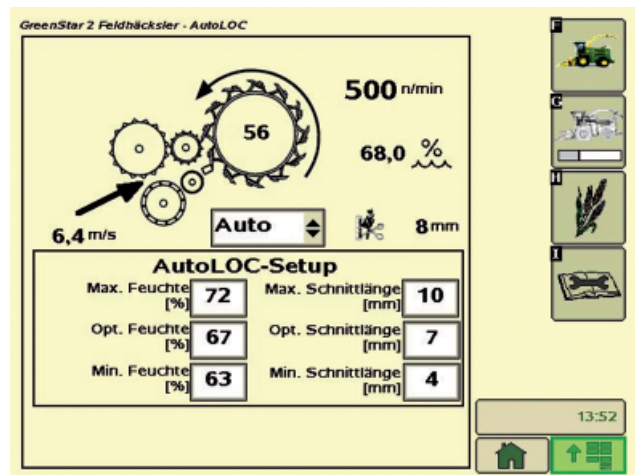 GreenStar 2 Feldhäcksler - AutoLOC
F
500 n/min
56
G
68,0 %
6,4 m/s
Auto
8 mm
H
AutoLOC-Setup
Max. Feuchte [%] 72 Max. Schnittlänge [mm] 10
I
Opt. Feuchte [%] 67 Opt. Schnittlänge [mm] 7
Min. Feuchte [%] 63 Min. Schnittlänge [mm] 4
13:52